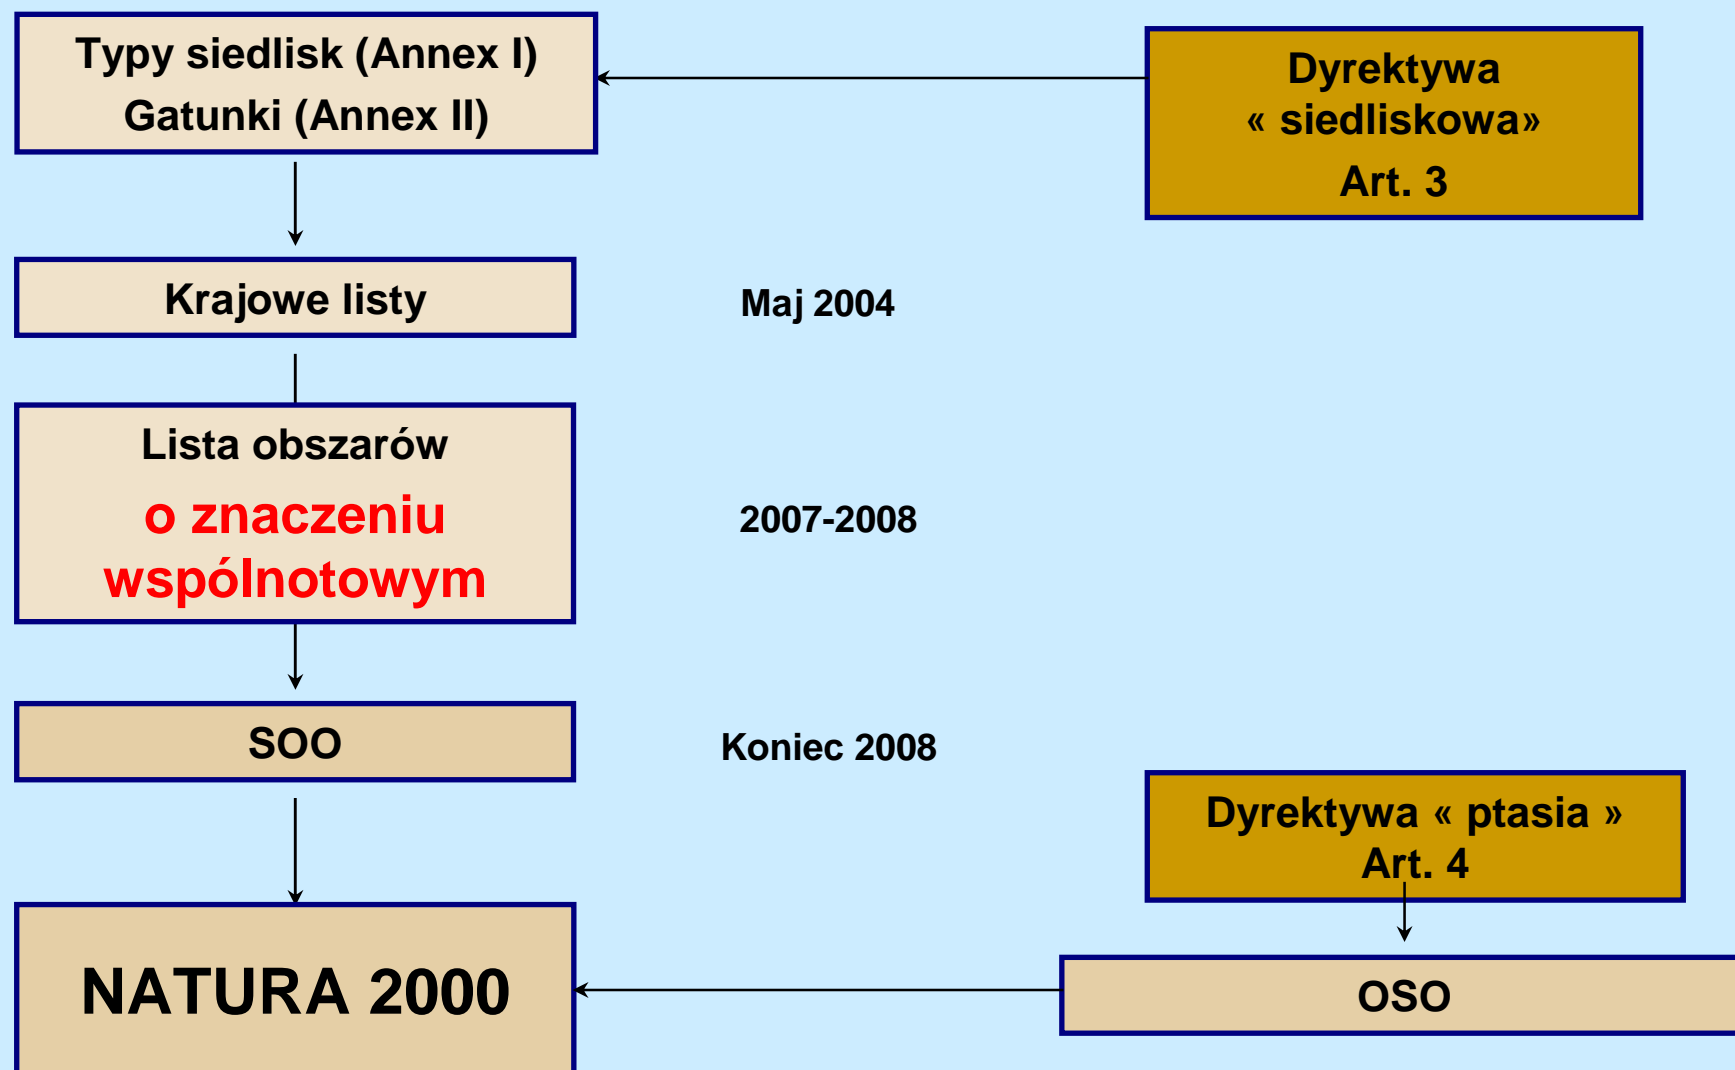 Typy siedlisk (Annex I)
Gatunki (Annex II)
Dyrektywa
« siedliskowa»
Art. 3
Krajowe listy
Maj 2004
Lista obszarów
o znaczeniu
wspólnotowym
2007-2008
SOO
Koniec 2008
Dyrektywa « ptasia »
Art. 4
NATURA 2000
OSO